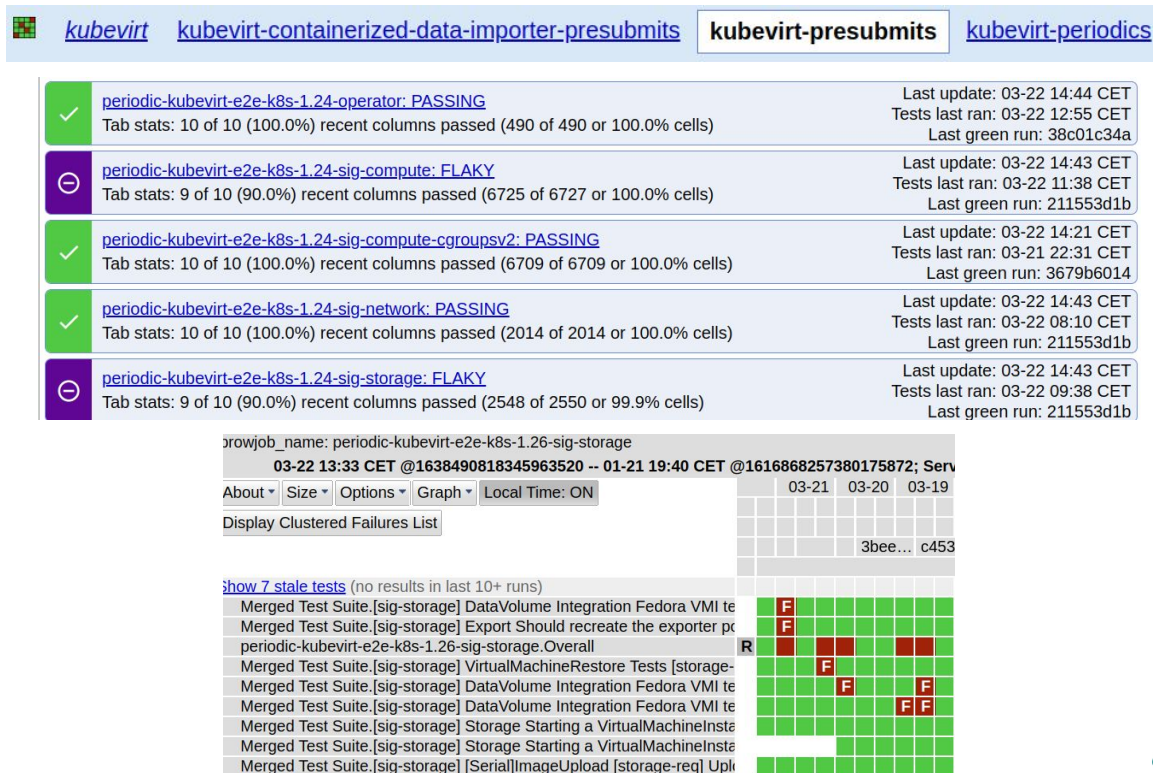 kubevirt kubevirt-containerized-data-importer-presubmits kubevirt-presubmits kubevirt-periodics
periodic-kubevirt-e2e-k8s-1.24-operator: PASSING
Tab stats: 10 of 10 (100.0%) recent columns passed (490 of 490 or 100.0% cells)
Last update: 03-22 14:44 CET
Tests last ran: 03-22 12:55 CET
Last green run: 38c01c34a
periodic-kubevirt-e2e-k8s-1.24-sig-compute: FLAKY
Tab stats: 9 of 10 (90.0%) recent columns passed (6725 of 6727 or 100.0% cells)
Last update: 03-22 14:43 CET
Tests last ran: 03-22 11:38 CET
Last green run: 211553d1b
periodic-kubevirt-e2e-k8s-1.24-sig-compute-cgroupsv2: PASSING
Tab stats: 10 of 10 (100.0%) recent columns passed (6709 of 6709 or 100.0% cells)
Last update: 03-22 14:21 CET
Tests last ran: 03-21 22:31 CET
Last green run: 3679b6014
periodic-kubevirt-e2e-k8s-1.24-sig-network: PASSING
Tab stats: 10 of 10 (100.0%) recent columns passed (2014 of 2014 or 100.0% cells)
Last update: 03-22 14:43 CET
Tests last ran: 03-22 08:10 CET
Last green run: 211553d1b
periodic-kubevirt-e2e-k8s-1.24-sig-storage: FLAKY
Tab stats: 9 of 10 (90.0%) recent columns passed (2548 of 2550 or 99.9% cells)
Last update: 03-22 14:43 CET
Tests last ran: 03-22 09:38 CET
Last green run: 211553d1b
prowjob_name: periodic-kubevirt-e2e-k8s-1.26-sig-storage
03-22 13:33 CET @1638490818345963520 -- 01-21 19:40 CET @1616868257380175872; Serv
About Size Options Graph Local Time: ON
03-21 03-20 03-19
Display Clustered Failures List
3bee... c453
Show 7 stale tests (no results in last 10+ runs)
Merged Test Suite.[sig-storage] DataVolume Integration Fedora VMI te F
Merged Test Suite.[sig-storage] Export Should recreate the exporter po F
periodic-kubevirt-e2e-k8s-1.26-sig-storage.Overall R
Merged Test Suite.[sig-storage] VirtualMachineRestore Tests [storage- F
Merged Test Suite.[sig-storage] DataVolume Integration Fedora VMI te F F
Merged Test Suite.[sig-storage] DataVolume Integration Fedora VMI te F F
Merged Test Suite.[sig-storage] Storage Starting a VirtualMachineInsta
Merged Test Suite.[sig-storage] Storage Starting a VirtualMachineInsta
Merged Test Suite.[sig-storage] [Serial]ImageUpload [storage-req] Uplo